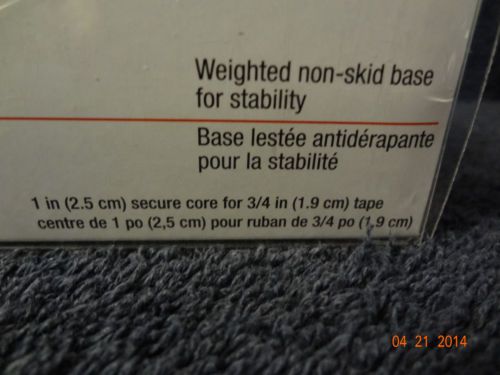 Weighted non-skid base
for stability
Base lestée antidérapante
pour la stabilité
1 in (2.5 cm) secure core for 3/4 in (1.9 cm) tape
centre de 1 po (2,5 cm) pour ruban de 3/4 po (1,9 cm)
04 21 2014